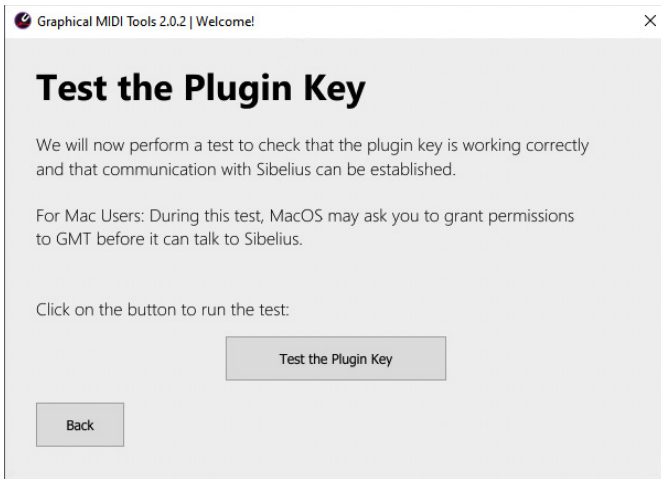 Graphical MIDI Tools 2.0.2 | Welcome!
Test the Plugin Key
We will now perform a test to check that the plugin key is working correctly
and that communication with Sibelius can be established.
For Mac Users: During this test, MacOS may ask you to grant permissions
to GMT before it can talk to Sibelius.
Click on the button to run the test:
Test the Plugin Key
Back